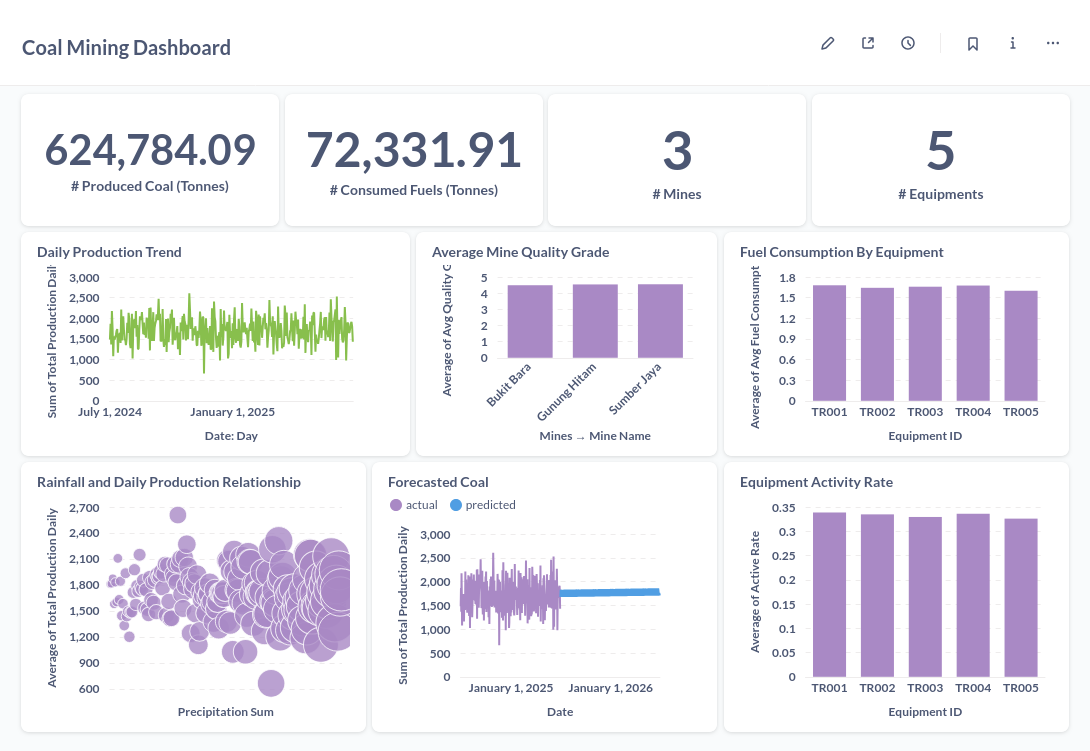 Coal Mining Dashboard
624,784.09
# Produced Coal (Tonnes)
72,331.91
# Consumed Fuels (Tonnes)
3
# Mines
5
# Equipments
Daily Production Trend
Sum of Total Production Dail
3,000
2,500
2,000
1,500
1,000
500
0
July 1, 2024
January 1, 2025
Date: Day
Average Mine Quality Grade
Average of Avg Quality G
5
4
3
2
1
0
Bukit Bara
Gunung Hitam
Sumber Jaya
Mines → Mine Name
Fuel Consumption By Equipment
Average of Avg Fuel Consumpt
1.8
1.5
1.2
0.9
0.6
0.3
0
TR001 TR002 TR003 TR004 TR005
Equipment ID
Rainfall and Daily Production Relationship
Average of Total Production Daily
2,700
2,400
2,100
1,800
1,500
1,200
900
600
Precipitation Sum
Forecasted Coal
actual predicted
Sum of Total Production Daily
3,000
2,500
2,000
1,500
1,000
500
0
January 1, 2025 January 1, 2026
Date
Equipment Activity Rate
Average of Active Rate
0.35
0.3
0.25
0.2
0.15
0.1
0.05
0
TR001 TR002 TR003 TR004 TR005
Equipment ID